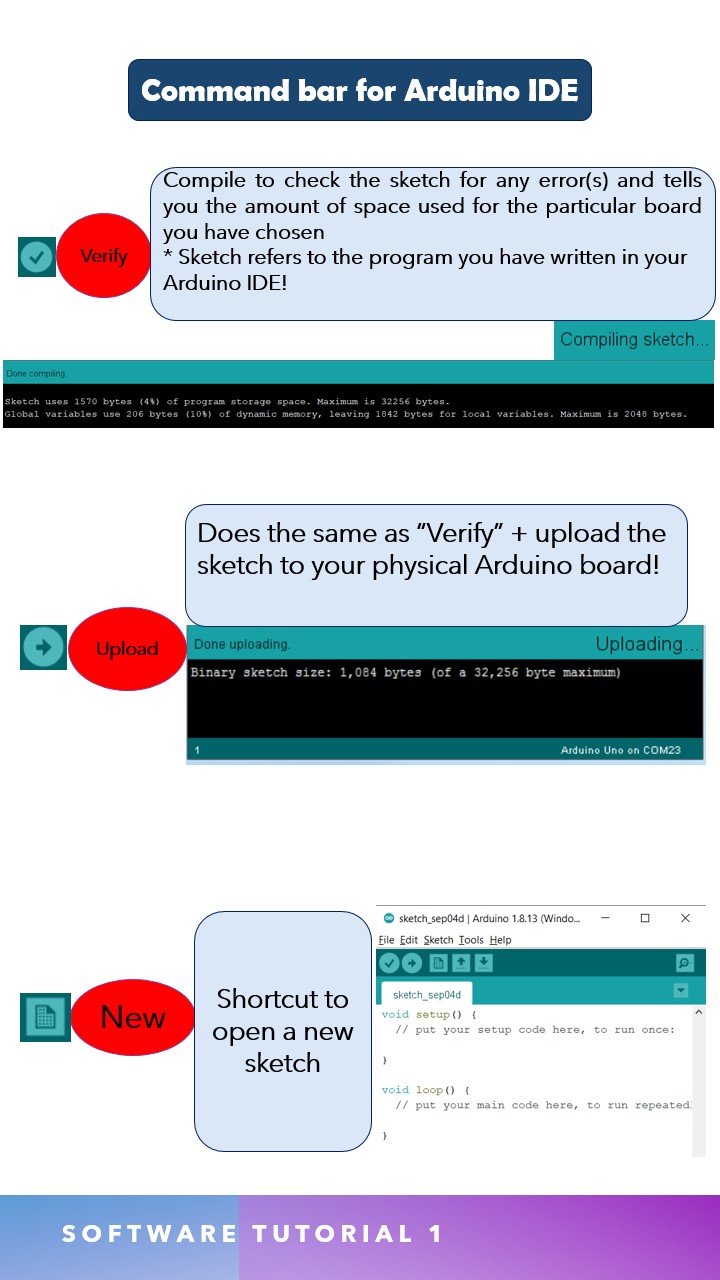 Command bar for Arduino IDE
Compile to check the sketch for any error(s) and tells
you the amount of space used for the particular board
you have chosen
* Sketch refers to the program you have written in your
Arduino IDE!
Verify
Compiling sketch...
Done compiling.
Sketch uses 1570 bytes (4%) of program storage space. Maximum is 32256 bytes.
Global variables use 206 bytes (10%) of dynamic memory, leaving 1842 bytes for local variables. Maximum is 2048 bytes.
Does the same as “Verify” + upload the
sketch to your physical Arduino board!
Upload
Done uploading.
Uploading...
Binary sketch size: 1,084 bytes (of a 32,256 byte maximum)
1
Arduino Uno on COM23
New
Shortcut to
open a new
sketch
sketch_sep04d | Arduino 1.8.13 (Windo...
File Edit Sketch Tools Help
sketch_sep04d
void setup() {
// put your setup code here, to run once:
}
void loop() {
// put your main code here, to run repeated
}
SOFTWARE TUTORIAL 1